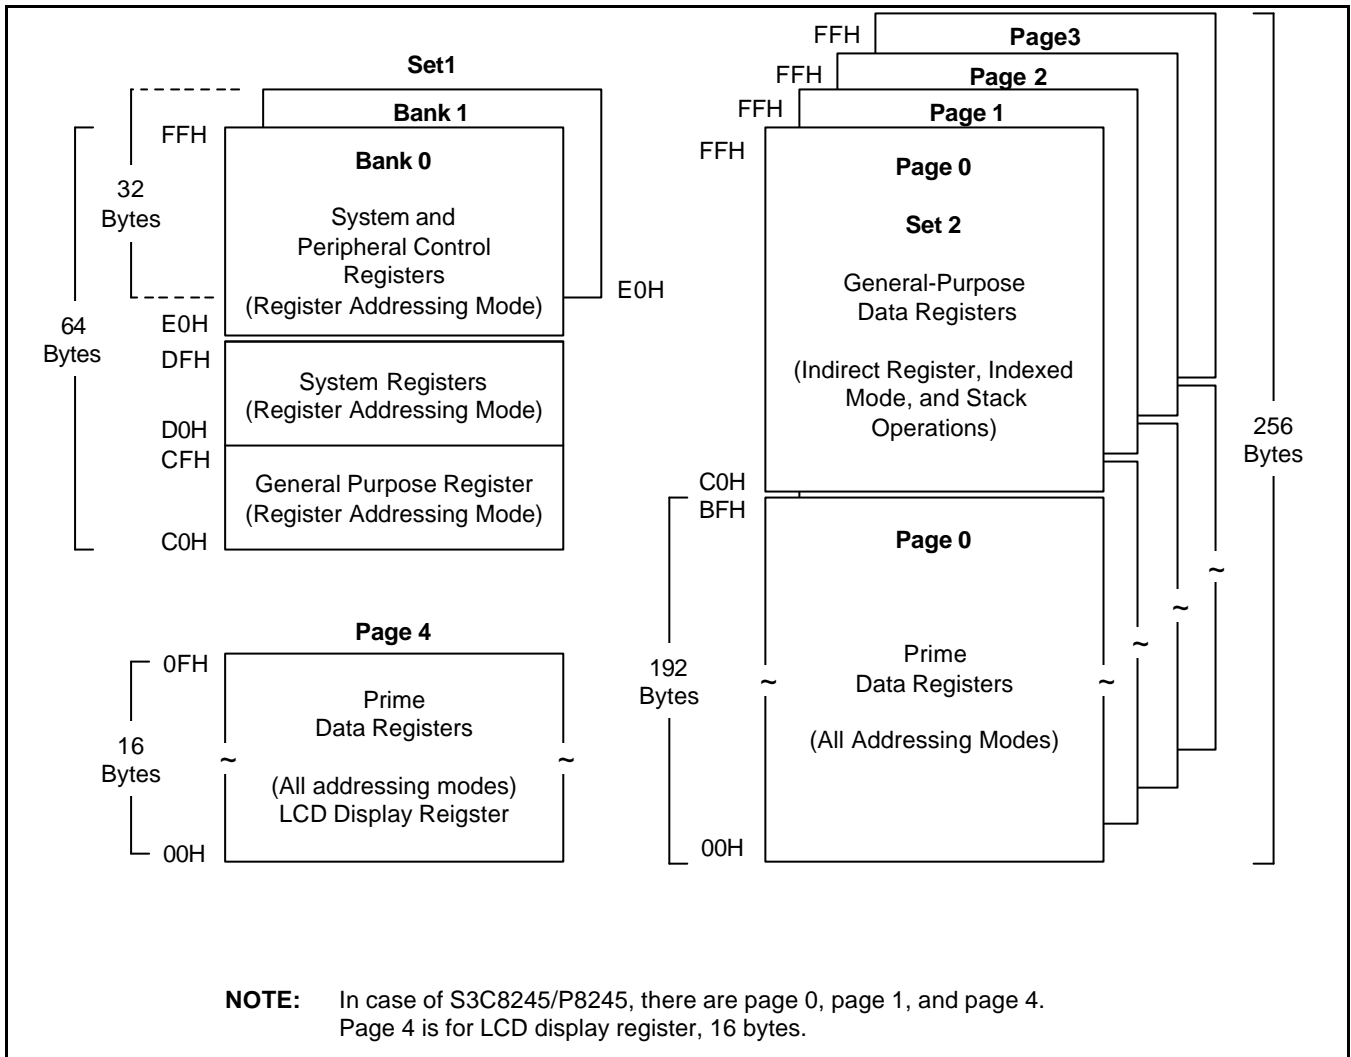 Set1
Bank 1
FFH
Bank 0
32
Bytes
System and
Peripheral Control
Registers
(Register Addressing Mode)
E0H
E0H
64
Bytes
DFH
System Registers
(Register Addressing Mode)
D0H
CFH
General Purpose Register
(Register Addressing Mode)
C0H
Page 4
0FH
Prime
Data Registers
16
Bytes
~
~
(All addressing modes)
LCD Display Reigster
00H
FFH
Page3
FFH
Page 2
FFH
Page 1
FFH
Page 0
Set 2
General-Purpose
Data Registers
(Indirect Register, Indexed
Mode, and Stack
Operations)
256
Bytes
C0H
BFH
Page 0
~
~
~
Prime
Data Registers
192
Bytes
~
~
(All Addressing Modes)
00H
NOTE: In case of S3C8245/P8245, there are page 0, page 1, and page 4.
Page 4 is for LCD display register, 16 bytes.